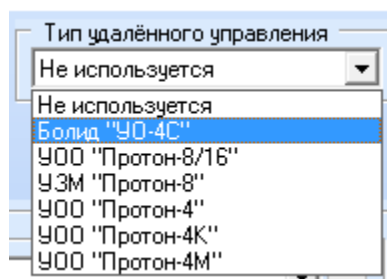 Тип удалённого управления
Не используется
Не используется
Болид "УО-4С"
УОО "Протон-8/16"
УЗМ "Протон-8"
УОО "Протон-4"
УОО "Протон-4К"
УОО "Протон-4М"